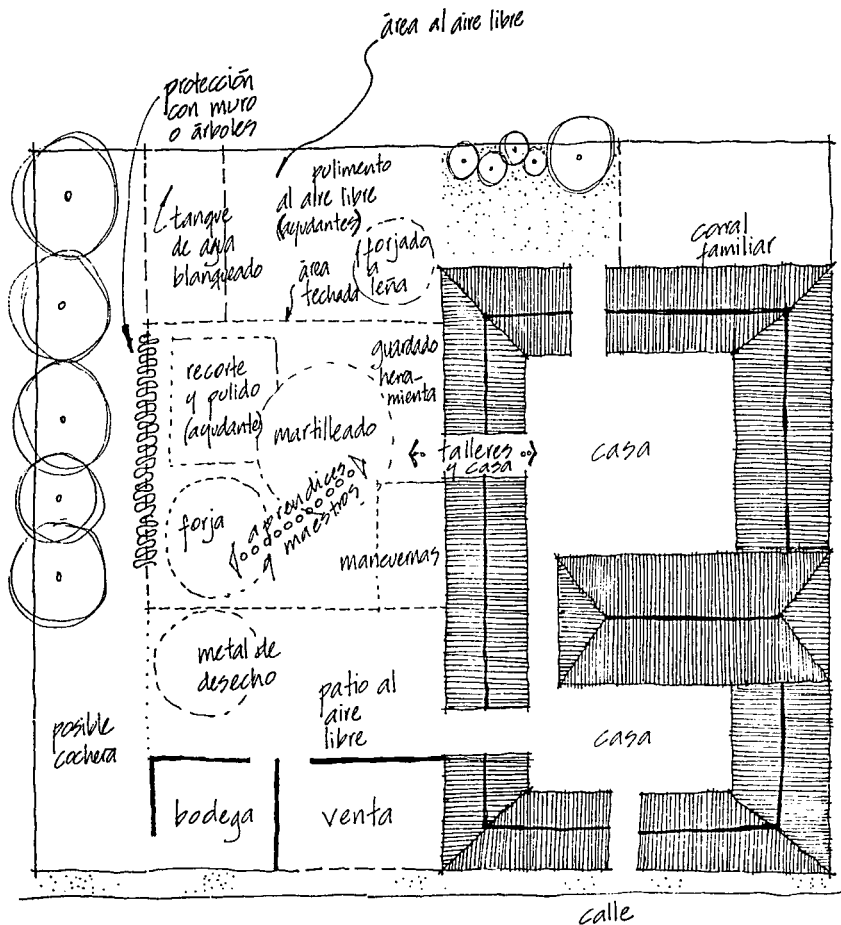 área al aire libre
protección
con muro
o árboles
tanque
de agua
blanqueado
pulimento
al aire libre
(ayudantes)
forjado
a
leña
área
techada
corral
familiar
recorte
y pulido
(ayudante)
martilleado
guardado
herra-
mienta
talleres
y casa
casa
forja
aprendices
y maestros
mancuernas
metal de
desecho
patio al
aire
libre
posible
cochera
casa
bodega
venta
calle